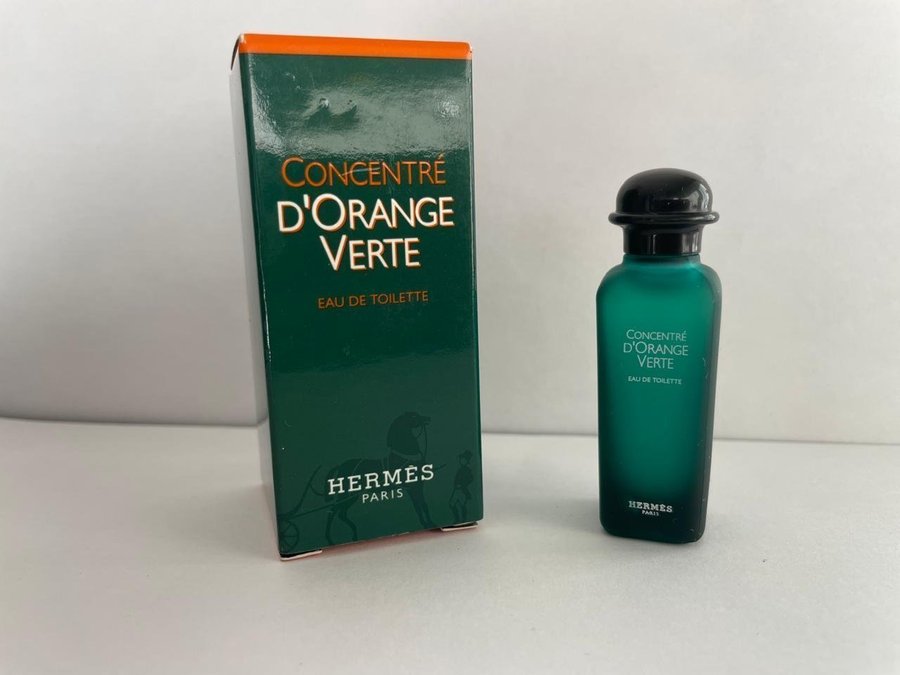 CONCENTRÉ
D'ORANGE
VERTE
EAU DE TOILETTE
HERMÈS
PARIS
CONCENTRÉ
D'ORANGE
VERTE
EAU DE TOILETTE
HERMÈS
PARIS